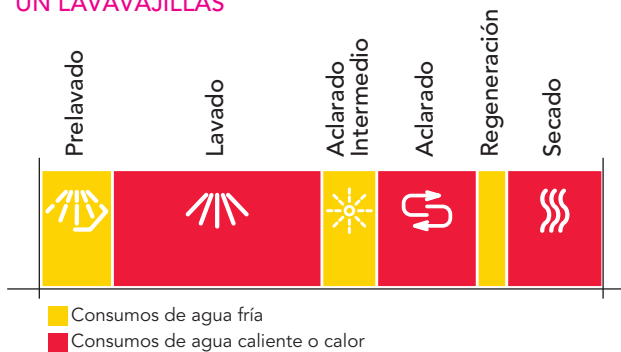 UN LAVAVAJILLAS
Prelavado
Lavado
Aclarado
Intermedio
Aclarado
Regeneración
Secado
Consumos de agua fría
Consumos de agua caliente o calor